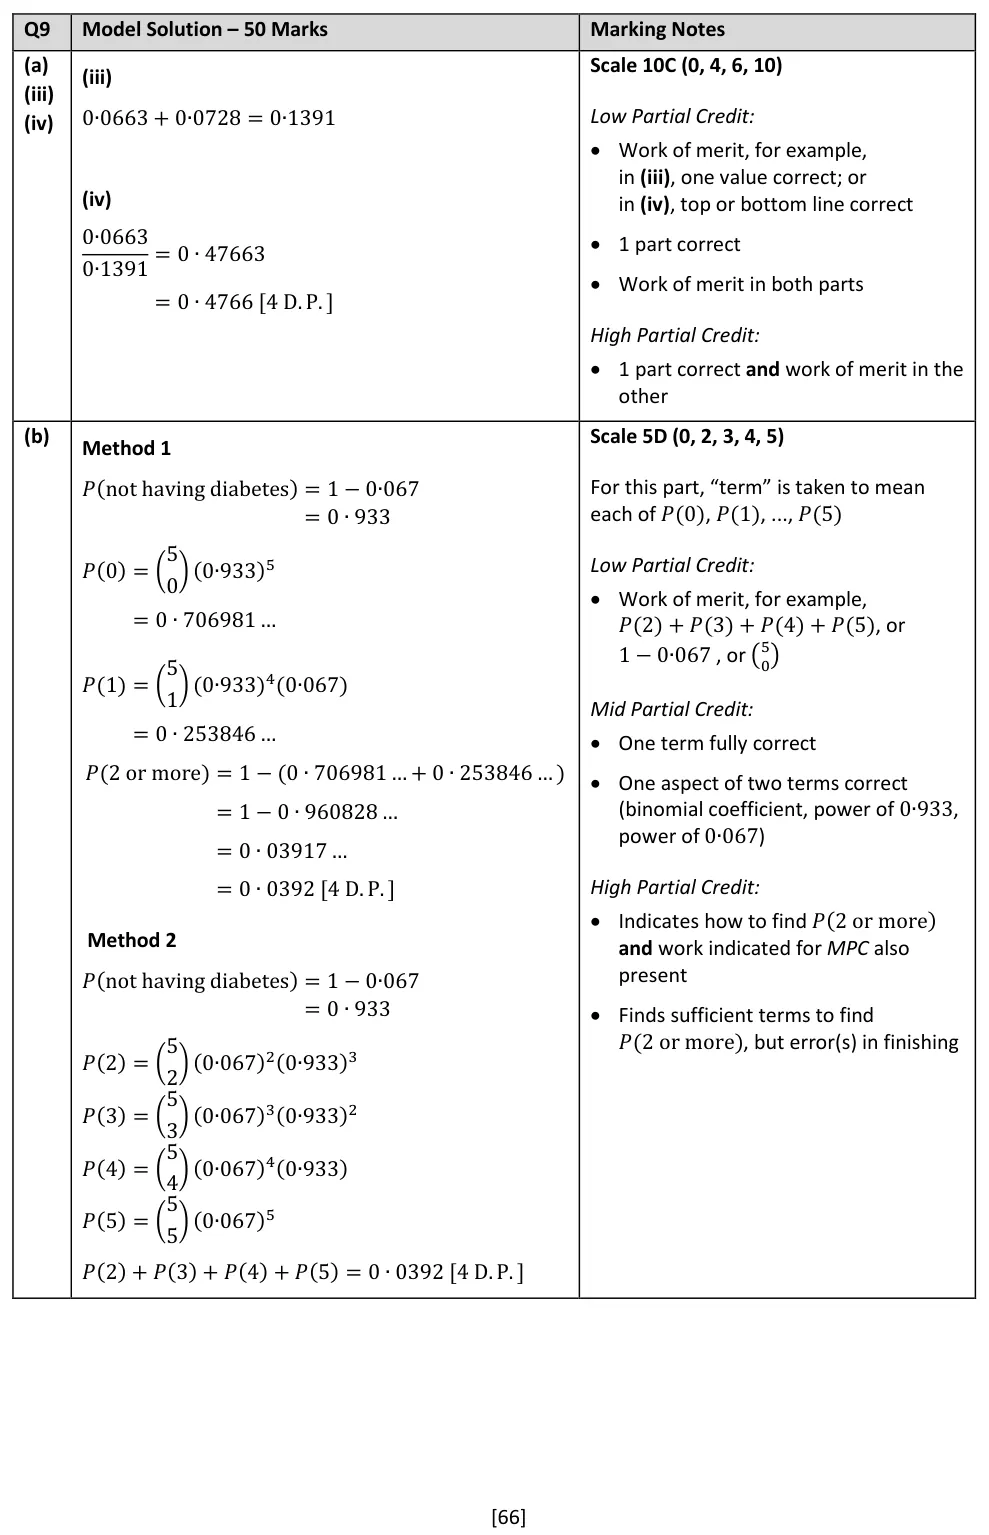 Q9 Model Solution – 50 Marks Marking Notes
(a)
(iii)
(iv)
(iii)
0·0663 + 0·0728 = 0·1391
(iv)
0·0663
0·1391
= 0 · 47663
= 0 · 4766 [4 D.P.]
Scale 10C (0, 4, 6, 10)
Low Partial Credit:
• Work of merit, for example,
in (iii), one value correct; or
in (iv), top or bottom line correct
• 1 part correct
• Work of merit in both parts
High Partial Credit:
• 1 part correct and work of merit in the
other
(b)
Method 1
P(not having diabetes) = 1 − 0·067
= 0 · 933
P(0) = (5 0) (0·933)⁵
= 0 · 706981 …
P(1) = (5 1) (0·933)⁴(0·067)
= 0 · 253846 …
P(2 or more) = 1 − (0 · 706981 … + 0 · 253846 … )
= 1 − 0 · 960828 …
= 0 · 03917 …
= 0 · 0392 [4 D.P.]
Method 2
P(not having diabetes) = 1 − 0·067
= 0 · 933
P(2) = (5 2) (0·067)²(0·933)³
P(3) = (5 3) (0·067)³(0·933)²
P(4) = (5 4) (0·067)⁴(0·933)
P(5) = (5 5) (0·067)⁵
P(2) + P(3) + P(4) + P(5) = 0 · 0392 [4 D.P.]
Scale 5D (0, 2, 3, 4, 5)
For this part, “term” is taken to mean
each of P(0), P(1), …, P(5)
Low Partial Credit:
• Work of merit, for example,
P(2) + P(3) + P(4) + P(5), or
1 − 0·067 , or (5 0)
Mid Partial Credit:
• One term fully correct
• One aspect of two terms correct
(binomial coefficient, power of 0·933,
power of 0·067)
High Partial Credit:
• Indicates how to find P(2 or more)
and work indicated for MPC also
present
• Finds sufficient terms to find
P(2 or more), but error(s) in finishing
[66]